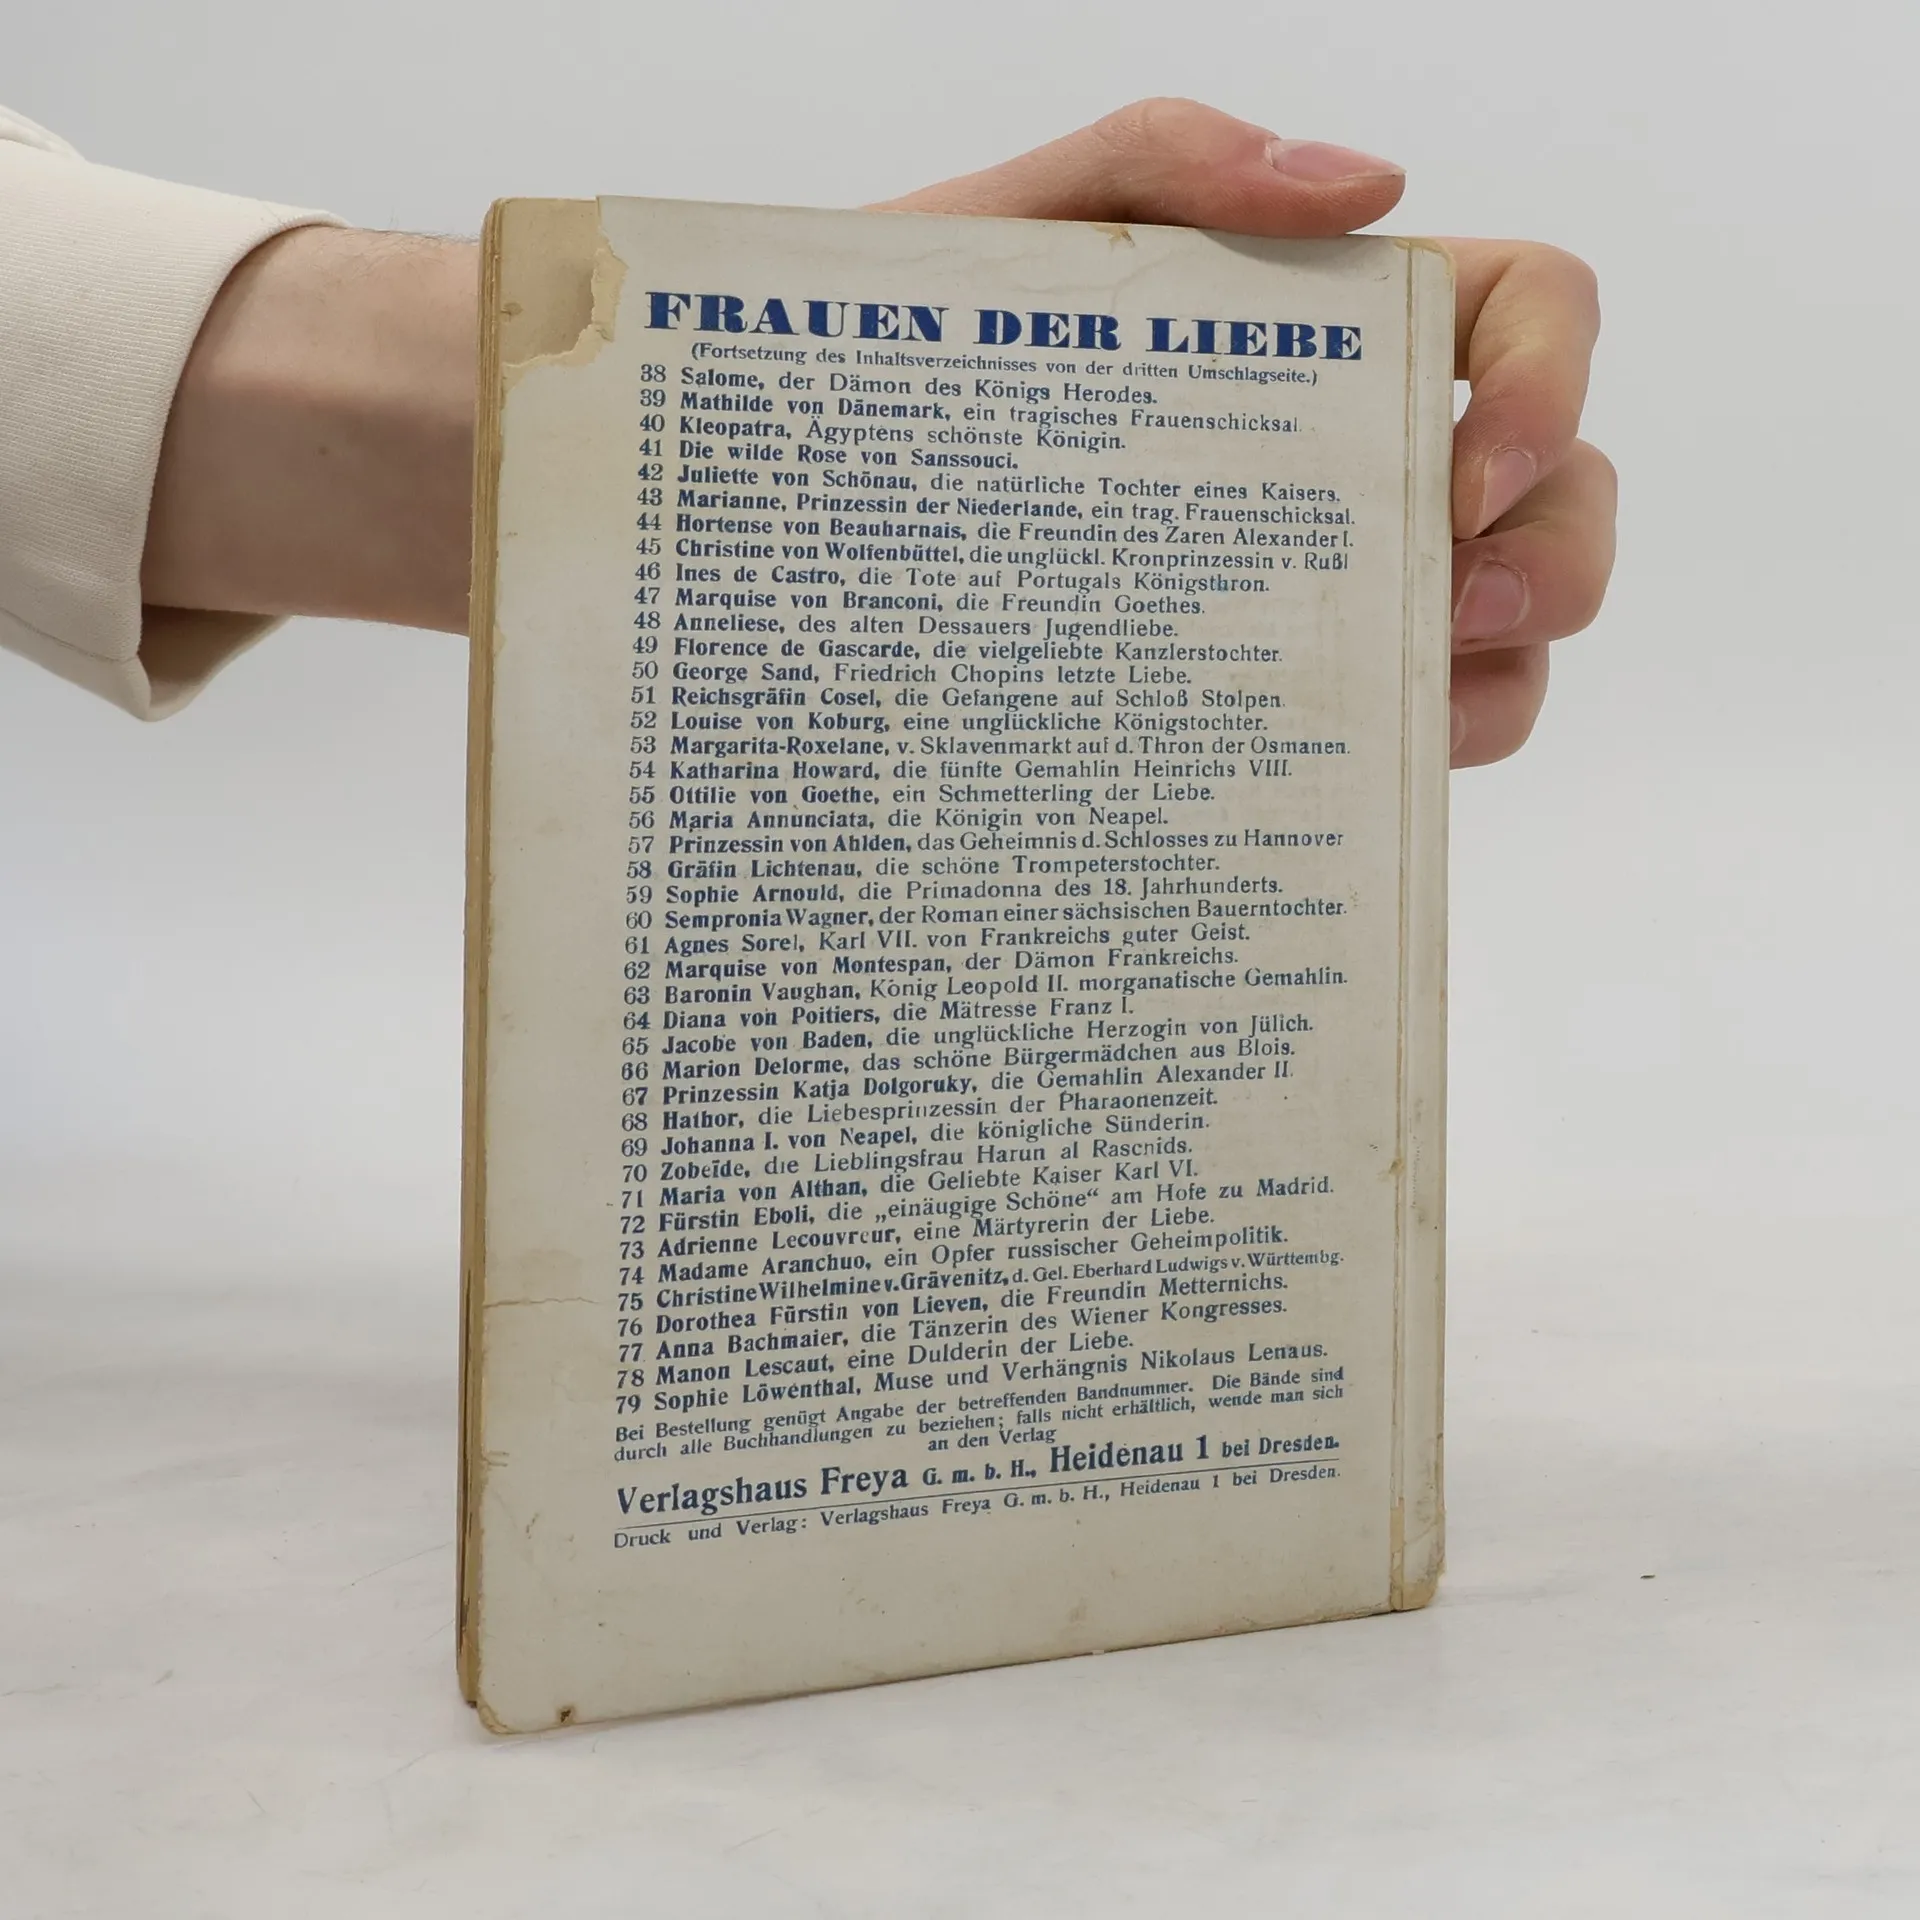 FRAUEN DER LIEBE
(Fortsetzung des Inhaltsverzeichnisses von der dritten Umschlagseite.)
38 Salome, der Dämon des Königs Herodes.
39 Mathilde von Dänemark, ein tragisches Frauenschicksal.
40 Kleopatra, Ägyptens schönste Königin.
41 Die wilde Rose von Sanssouci.
42 Juliette von Schönau, die natürliche Tochter eines Kaisers.
43 Marianne, Prinzessin der Niederlande, ein trag. Frauenschicksal.
44 Hortense von Beauharnais, die Freundin des Zaren Alexander I.
45 Christine von Wolfenbüttel, die unglückl. Kronprinzessin v. Rußl
46 Ines de Castro, die Tote auf Portugals Königsthron.
47 Marquise von Branconi, die Freundin Goethes.
48 Anneliese, des alten Dessauers Jugendliebe.
49 Florence de Gascarde, die vielgeliebte Kanzlerstochter.
50 George Sand, Friedrich Chopins letzte Liebe.
51 Reichsgräfin Cosel, die Gefangene auf Schloß Stolpen.
52 Louise von Koburg, eine unglückliche Königstochter.
53 Margarita-Roxelane, v. Sklavenmarkt auf d. Thron der Osmanen.
54 Katharina Howard, die fünfte Gemahlin Heinrichs VIII.
55 Ottilie von Goethe, ein Schmetterling der Liebe.
56 Maria Annunciata, die Königin von Neapel.
57 Prinzessin von Ahlden, das Geheimnis d. Schlosses zu Hannover
58 Gräfin Lichtenau, die schöne Trompeterstochter.
59 Sophie Arnould, die Primadonna des 18. Jahrhunderts.
60 Sempronia Wagner, der Roman einer sächsischen Bauerntochter.
61 Agnes Sorel, Karl VII. von Frankreichs guter Geist.
62 Marquise von Montespan, der Dämon Frankreichs.
63 Baronin Vaughan, König Leopold II. morganatische Gemahlin.
64 Diana von Poitiers, die Mätresse Franz I.
65 Jacobe von Baden, die unglückliche Herzogin von Jülich.
66 Marion Delorme, das schöne Bürgermädchen aus Blois.
67 Prinzessin Katja Dolgoruky, die Gemahlin Alexander II.
68 Hathor, die Liebesprinzessin der Pharaonenzeit.
69 Johanna I. von Neapel, die königliche Sünderin.
70 Zobeïde, die Lieblingsfrau Harun al Raschids.
71 Maria von Althan, die Geliebte Kaiser Karl VI.
72 Fürstin Eboli, die „einäugige Schöne“ am Hofe zu Madrid.
73 Adrienne Lecouvreur, eine Märtyrerin der Liebe.
74 Madame Aranchuo, ein Opfer russischer Geheimpolitik.
75 Christine Wilhelmine v. Grävenitz, d. Gel. Eberhard Ludwigs v. Württembg.
76 Dorothea Fürstin von Lieven, die Freundin Metternichs.
77 Anna Bachmaier, die Tänzerin des Wiener Kongresses.
78 Manon Lescaut, eine Dulderin der Liebe.
79 Sophie Löwenthal, Muse und Verhängnis Nikolaus Lenaus.
Bei Bestellung genügt Angabe der betreffenden Bandnummer. Die Bände sind
durch alle Buchhandlungen zu beziehen; falls nicht erhältlich, wende man sich
an den Verlag
Verlagshaus Freya G. m. b. H., Heidenau 1 bei Dresden.
Druck und Verlag: Verlagshaus Freya G. m. b. H., Heidenau 1 bei Dresden.